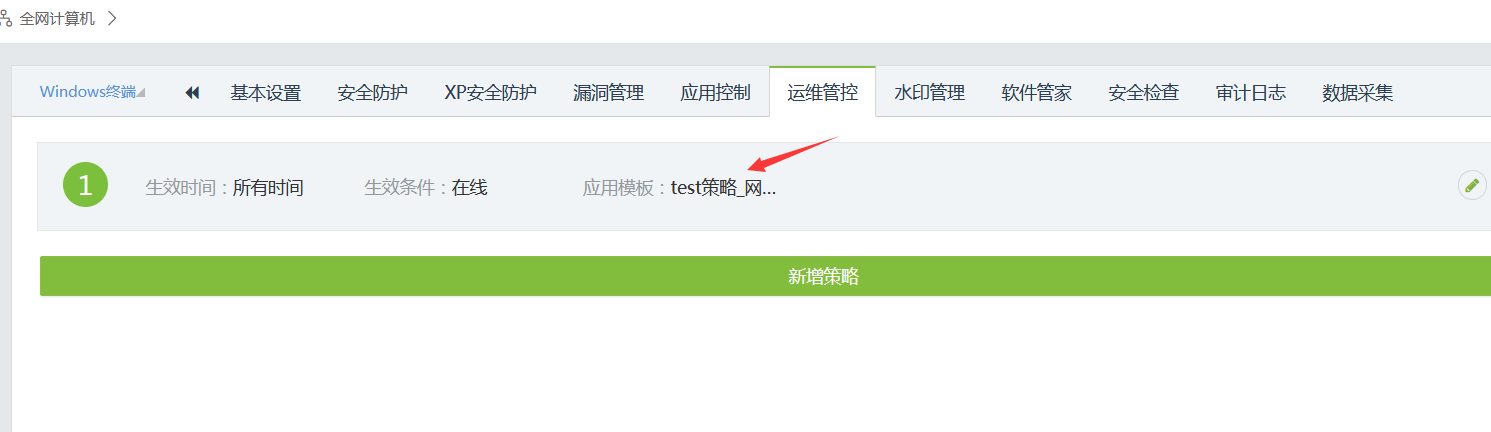 全网计算机
Windows终端 基本设置 安全防护 XP安全防护 漏洞管理 应用控制 运维管控 水印管理 软件管家 安全检查 审计日志 数据采集
1 生效时间：所有时间 生效条件：在线 应用模板：test策略_网...
新增策略